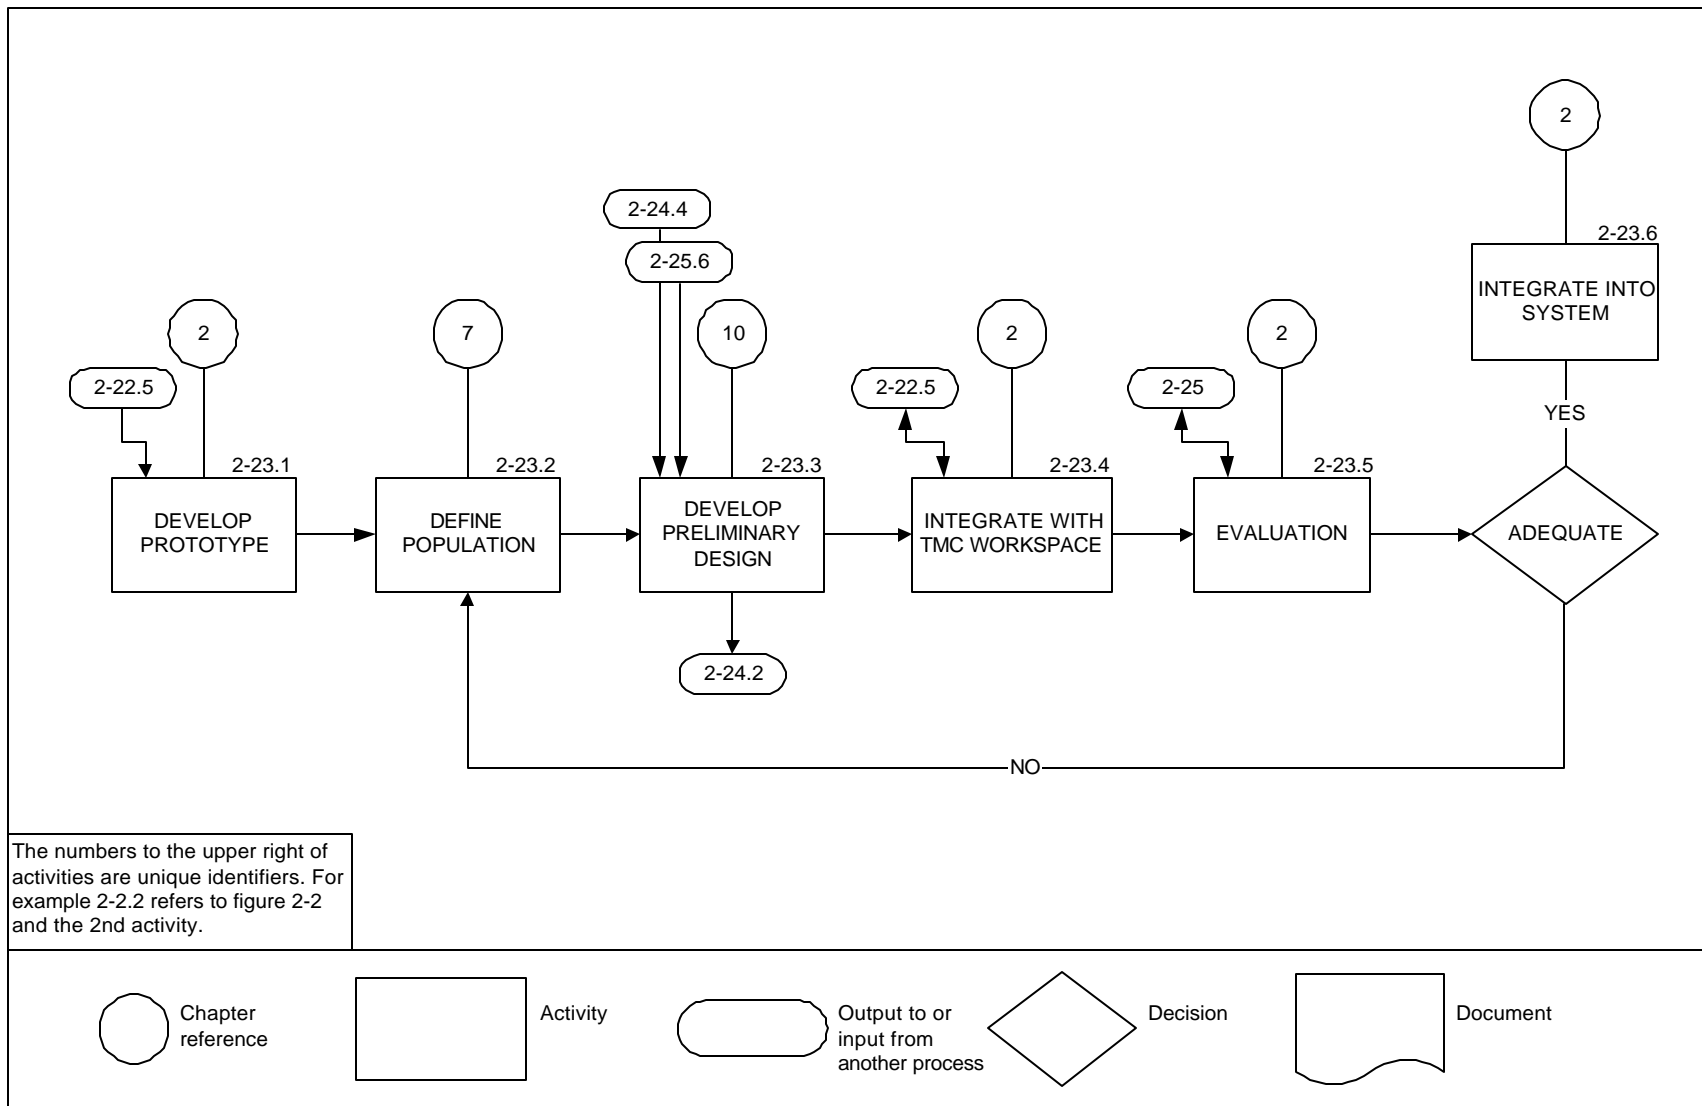 2
2-23.6
INTEGRATE INTO
SYSTEM
YES
2-24.4
2-25.6
2
7
10
2
2
2-22.5
2-22.5
2-25
2-23.1
2-23.2
2-23.3
2-23.4
2-23.5
DEVELOP
PROTOTYPE
DEFINE
POPULATION
DEVELOP
PRELIMINARY
DESIGN
INTEGRATE WITH
TMC WORKSPACE
EVALUATION
ADEQUATE
2-24.2
NO
The numbers to the upper right of
activities are unique identifiers. For
example 2-2.2 refers to figure 2-2
and the 2nd activity.
Chapter
reference
Activity
Output to or
input from
another process
Decision
Document